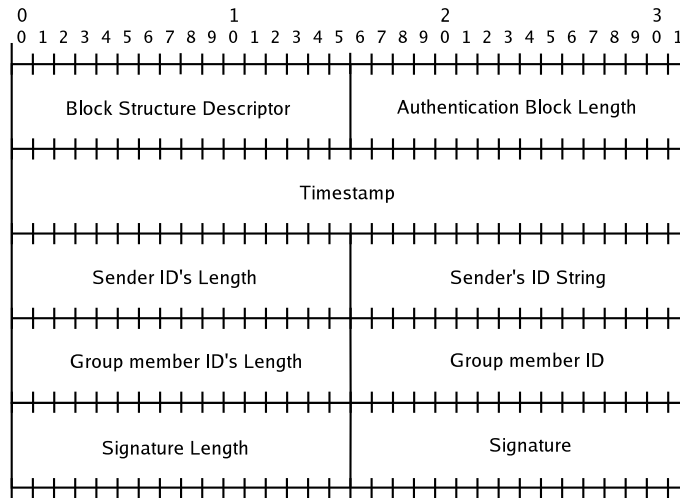 0 1 2 3
0 1 2 3 4 5 6 7 8 9 0 1 2 3 4 5 6 7 8 9 0 1 2 3 4 5 6 7 8 9 0 1
Block Structure Descriptor Authentication Block Length
Timestamp
Sender ID's Length Sender's ID String
Group member ID's Length Group member ID
Signature Length Signature